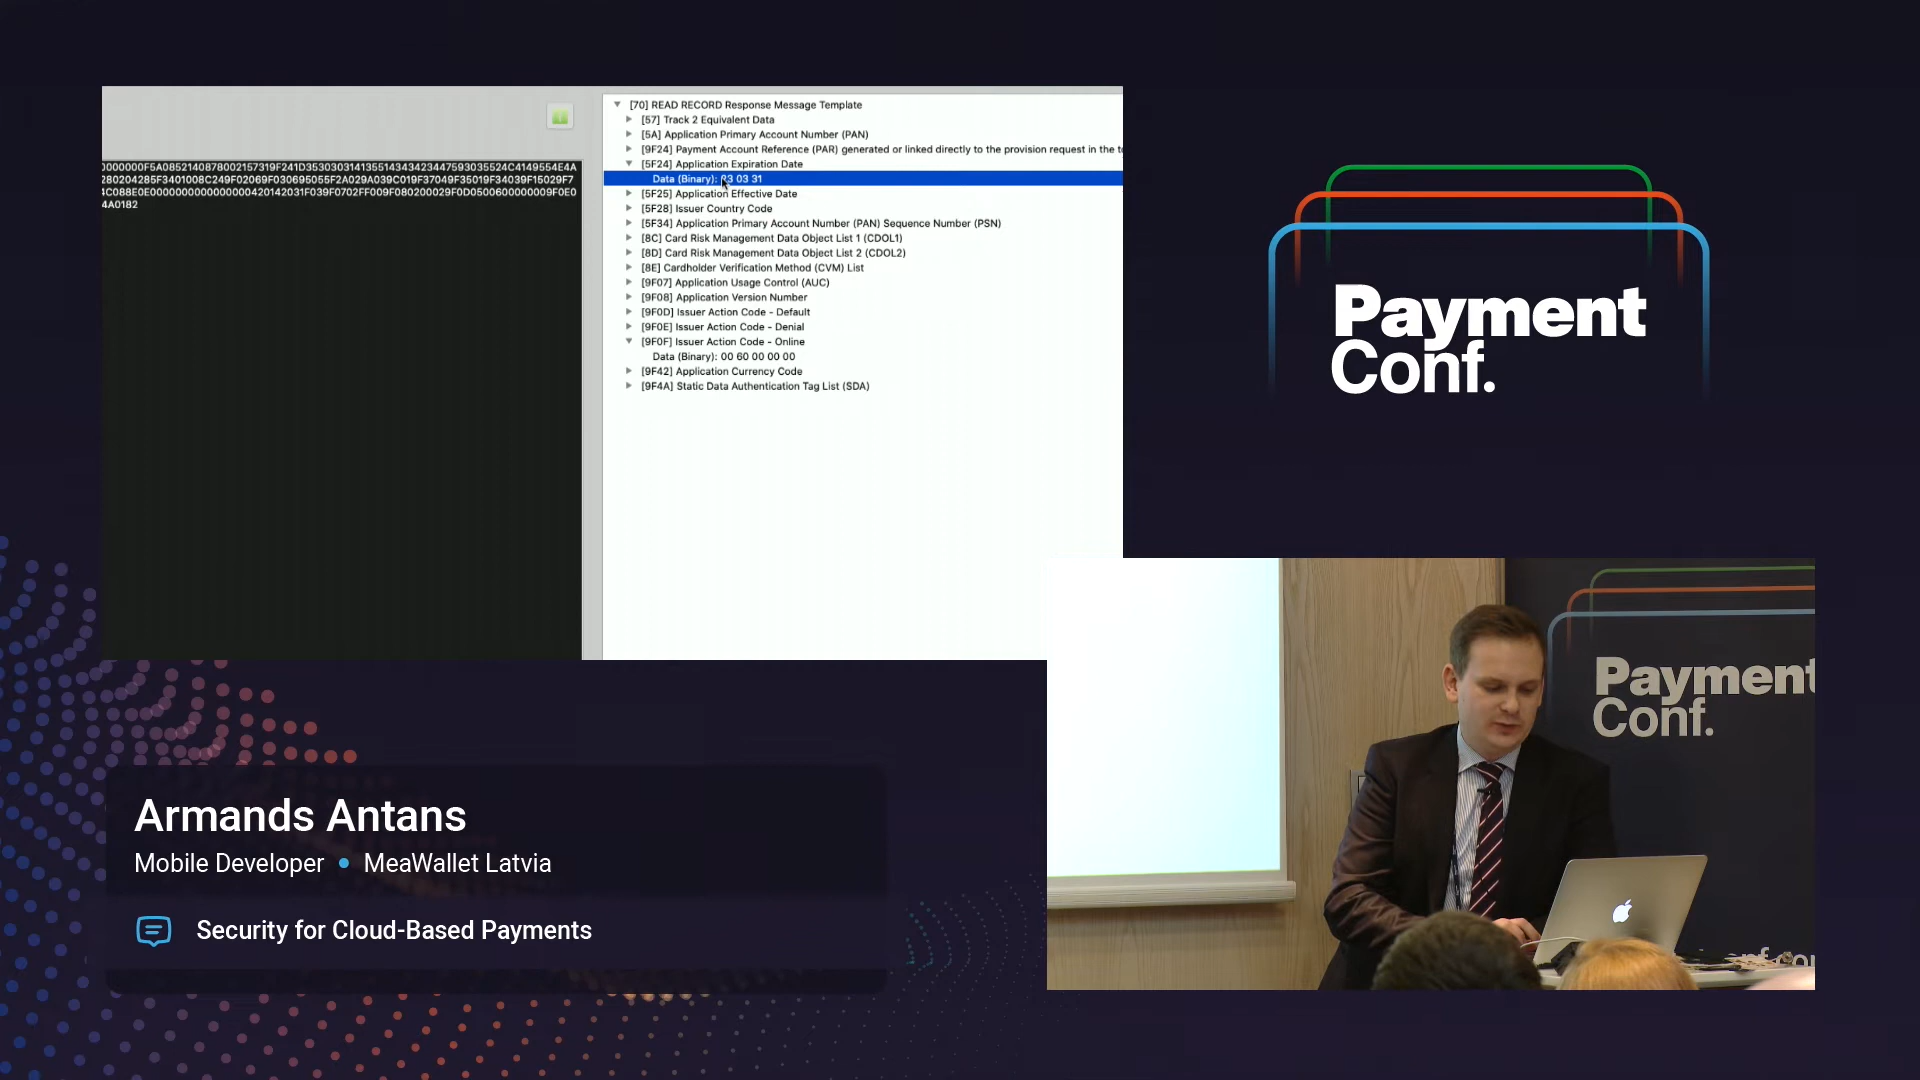 0000000F5A0852140878002157319F241D3530303141355143434234475930355​24C4149554E4A
280204285F3401008C249F02069F030695055F2A029A039C019F37049F35019F34039F15029F7
4C088E0E000000000000000042014203​1F039F0702FF009F080200029F0D0500600000009F0E0
4A0182
[70] READ RECORD Response Message Template
[57] Track 2 Equivalent Data
[5A] Application Primary Account Number (PAN)
[9F24] Payment Account Reference (PAR) generated or linked directly to the provision request in the
[5F24] Application Expiration Date
Data (Binary): 03 31
[5F25] Application Effective Date
[5F28] Issuer Country Code
[5F34] Application Primary Account Number (PAN) Sequence Number (PSN)
[8C] Card Risk Management Data Object List 1 (CDOL1)
[8D] Card Risk Management Data Object List 2 (CDOL2)
[8E] Cardholder Verification Method (CVM) List
[9F07] Application Usage Control (AUC)
[9F08] Application Version Number
[9F0D] Issuer Action Code - Default
[9F0E] Issuer Action Code - Denial
[9F0F] Issuer Action Code - Online
Data (Binary): 00 60 00 00 00
[9F42] Application Currency Code
[9F4A] Static Data Authentication Tag List (SDA)
Payment
Conf.
Payment
Conf.
Armands Antans
Mobile Developer • MeaWallet Latvia
Security for Cloud-Based Payments